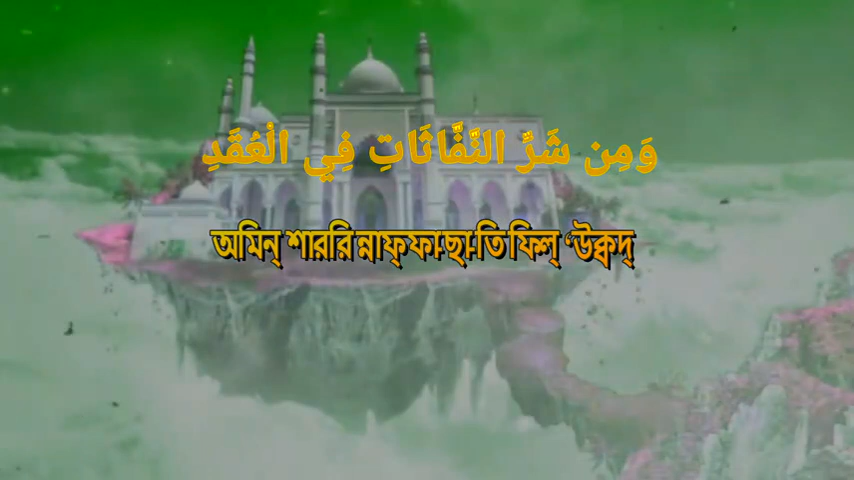 وَمِن شَرِّ النَّفَّاثَاتِ فِي الْعُقَدِ
অমিন্ শাররি ন্নাফ্ফা-ছা-তি ফিল্ ‘উক্বদ্